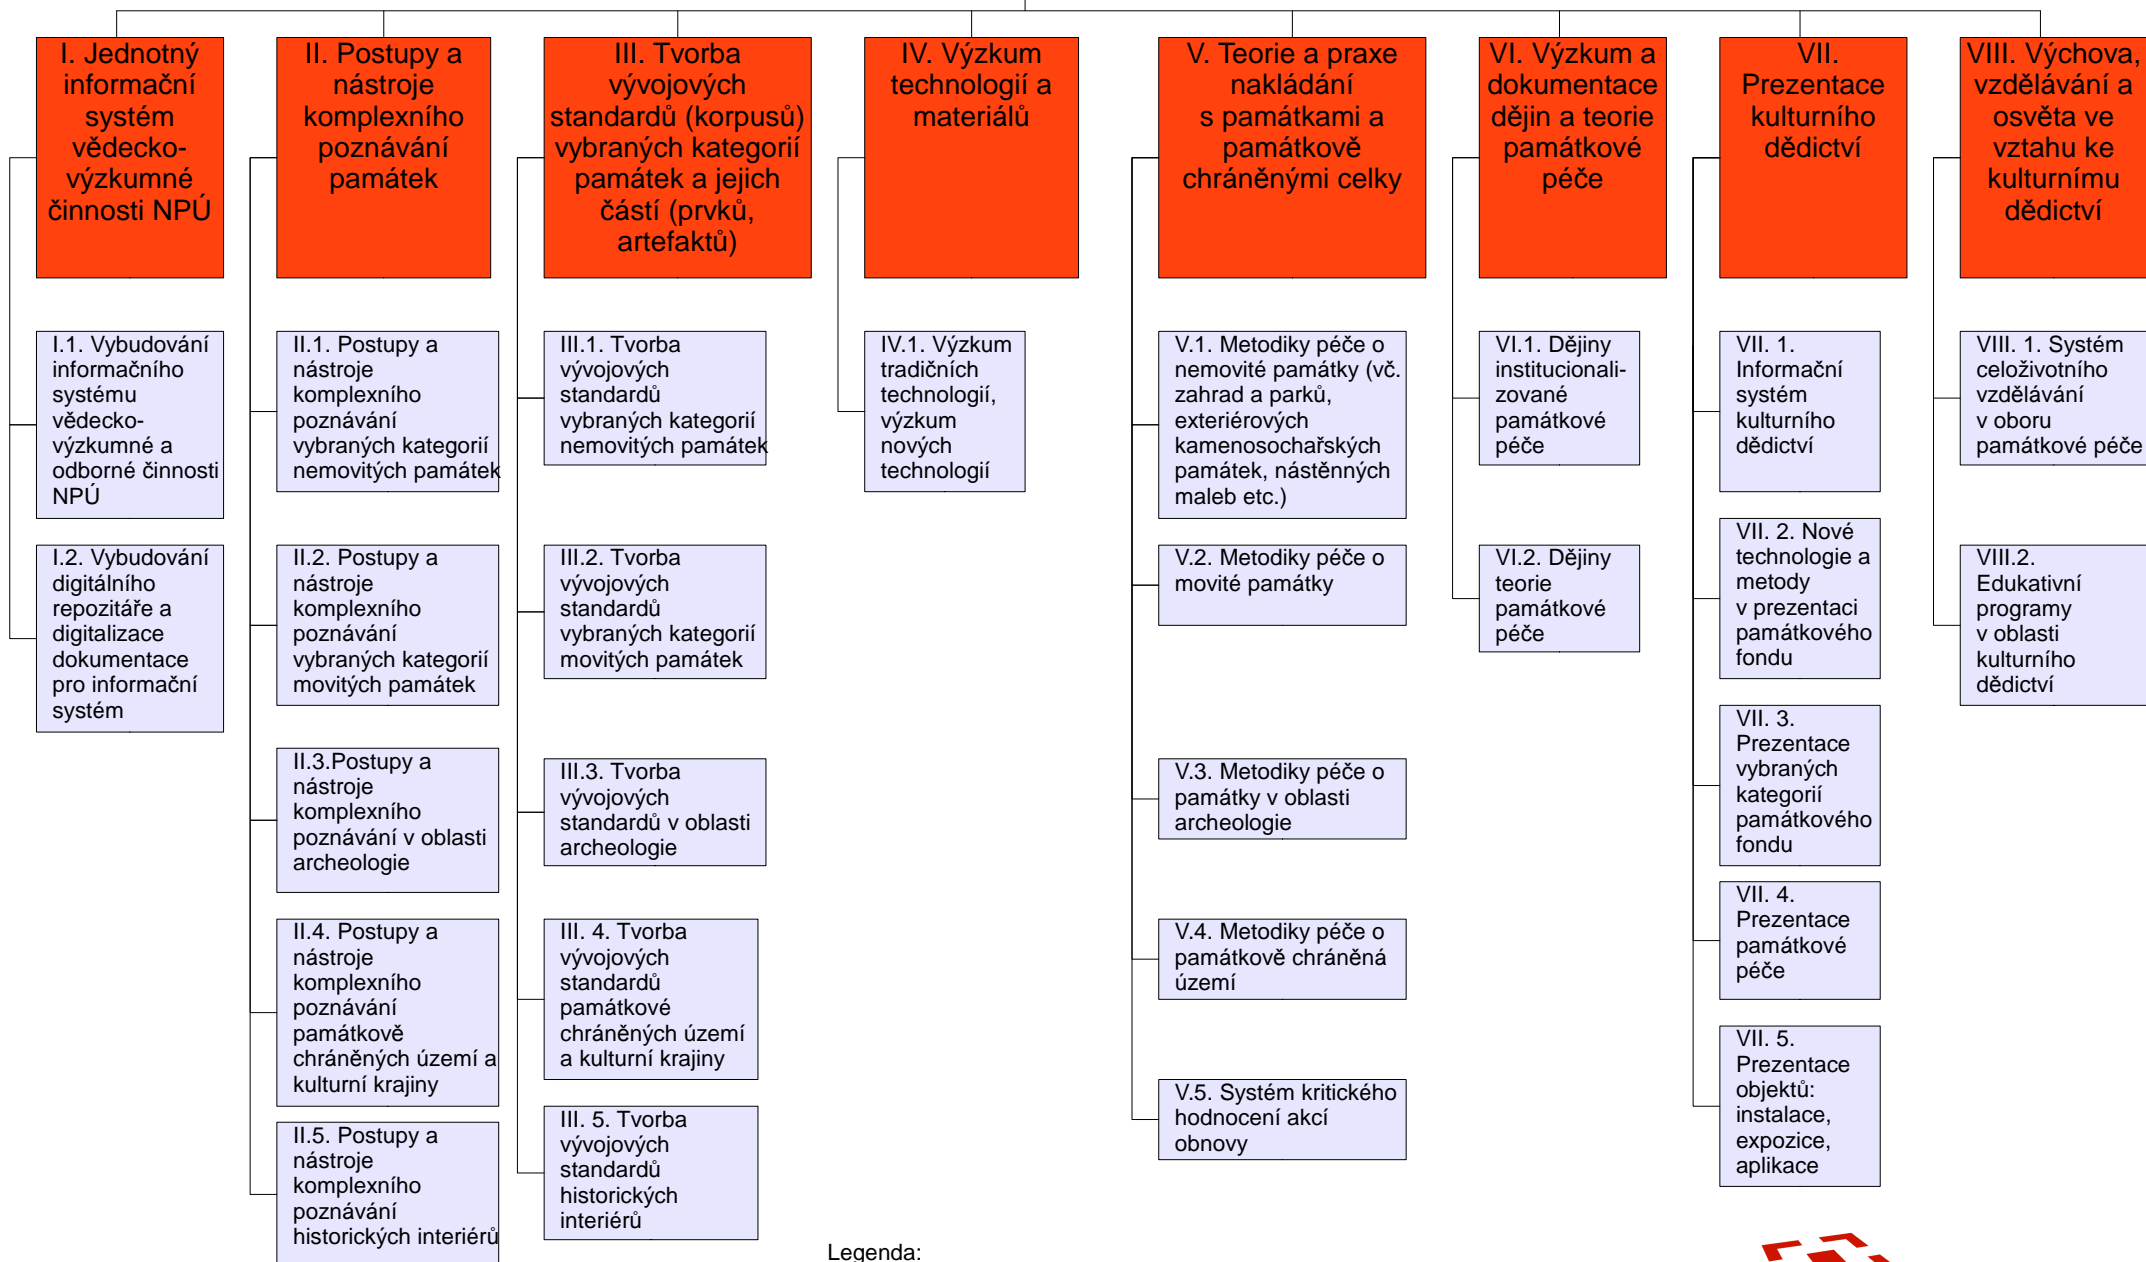 I. Jednotný
informační
systém
vědecko-
výzkumné
činnosti NPÚ
II. Postupy a
nástroje
komplexního
poznávání
památek
III. Tvorba
vývojových
standardů (korpusů)
vybraných kategorií
památek a jejich
částí (prvků,
artefaktů)
IV. Výzkum
technologií a
materiálů
V. Teorie a praxe
nakládání
s památkami a
památkově
chráněnými celky
VI. Výzkum a
dokumentace
dějin a teorie
památkové
péče
VII.
Prezentace
kulturního
dědictví
VIII. Výchova,
vzdělávání a
osvěta ve
vztahu ke
kulturnímu
dědictví
I.1. Vybudování
informačního
systému
vědecko-
výzkumné a
odborné činnosti
NPÚ
I.2. Vybudování
digitálního
repozitáře a
digitalizace
dokumentace
pro informační
systém
II.1. Postupy a
nástroje
komplexního
poznávání
vybraných kategorií
nemovitých památek
II.2. Postupy a
nástroje
komplexního
poznávání
vybraných kategorií
movitých památek
II.3.Postupy a
nástroje
komplexního
poznávání v oblasti
archeologie
II.4. Postupy a
nástroje
komplexního
poznávání
památkově
chráněných území a
kulturní krajiny
II.5. Postupy a
nástroje
komplexního
poznávání
historických interiérů
III.1. Tvorba
vývojových
standardů
vybraných kategorií
nemovitých památek
III.2. Tvorba
vývojových
standardů
vybraných kategorií
movitých památek
III.3. Tvorba
vývojových
standardů v oblasti
archeologie
III. 4. Tvorba
vývojových
standardů
památkové
chráněných území
a kulturní krajiny
III. 5. Tvorba
vývojových
standardů
historických
interiérů
IV.1. Výzkum
tradičních
technologií,
výzkum
nových
technologií
V.1. Metodiky péče o
nemovité památky (vč.
zahrad a parků,
exteriérových
kamenosochařských
památek, nástěnných
maleb etc.)
V.2. Metodiky péče o
movité památky
V.3. Metodiky péče o
památky v oblasti
archeologie
V.4. Metodiky péče o
památkově chráněná
území
V.5. Systém kritického
hodnocení akcí
obnovy
VI.1. Dějiny
institucionali-
zované
památkové
péče
VI.2. Dějiny
teorie
památkové
péče
VII. 1.
Informační
systém
kulturního
dědictví
VII. 2. Nové
technologie a
metody
v prezentaci
památkového
fondu
VII. 3.
Prezentace
vybraných
kategorií
památkového
fondu
VII. 4.
Prezentace
památkové
péče
VII. 5.
Prezentace
objektů:
instalace,
expozice,
aplikace
VIII. 1. Systém
celoživotního
vzdělávání
v oboru
památkové péče
VIII.2.
Edukativní
programy
v oblasti
kulturního
dědictví
Legenda: